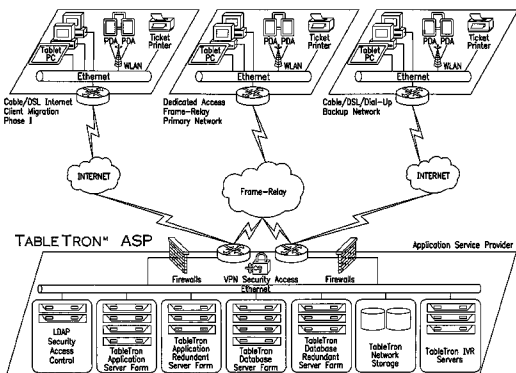 PDA PDA
Ticket
Printer
Tablet
PC
WLAN
Ethernet
PDA PDA
Ticket
Printer
Tablet
PC
WLAN
Ethernet
PDA PDA
Ticket
Printer
Tablet
PC
WLAN
Ethernet
Cable/DSL Internet
Client Migration
Phase I
Dedicated Access
Frame-Relay
Primary Network
Cable/DSL/Dial-Up
Backup Network
INTERNET
Frame-Relay
INTERNET
TABLETRON™ ASP
Application Service Provider
Firewalls
VPN Security Access
Firewalls
Ethernet
LDAP
Security
Access
Control
TableTron
Application
Server Farm
TableTron
Application
Redundant
Server Farm
TableTron
Database
Server Farm
TableTron
Database
Redundant
Server Farm
TableTron
Network
Storage
TableTron IVR
Servers